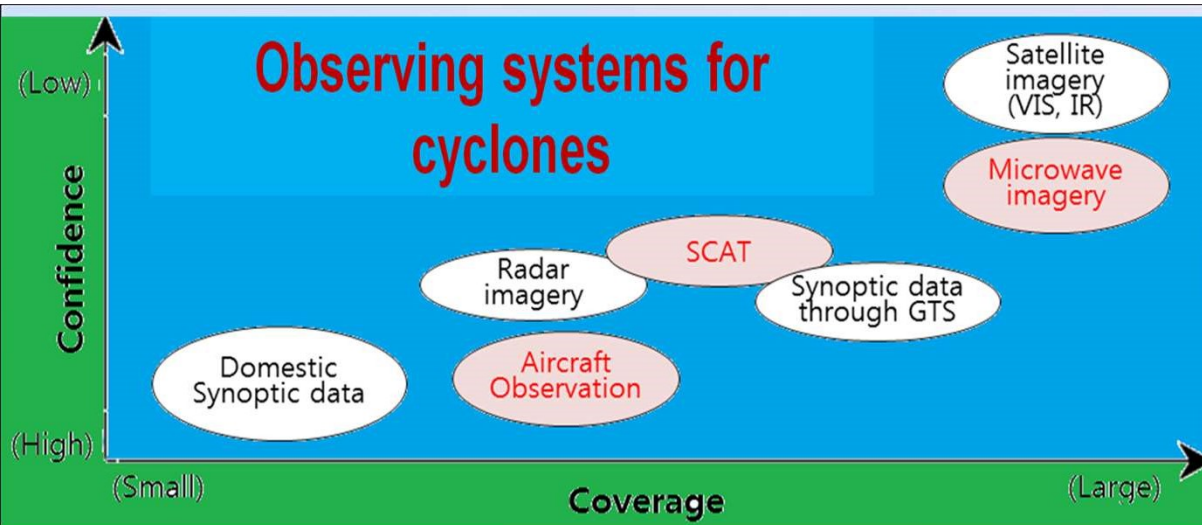 Observing systems for
cyclones
(Low)
Confidence
(High)
Satellite
imagery
(VIS, IR)
Microwave
imagery
SCAT
Radar
imagery
Synoptic data
through GTS
Domestic
Synoptic data
Aircraft
Observation
(Small)
Coverage
(Large)